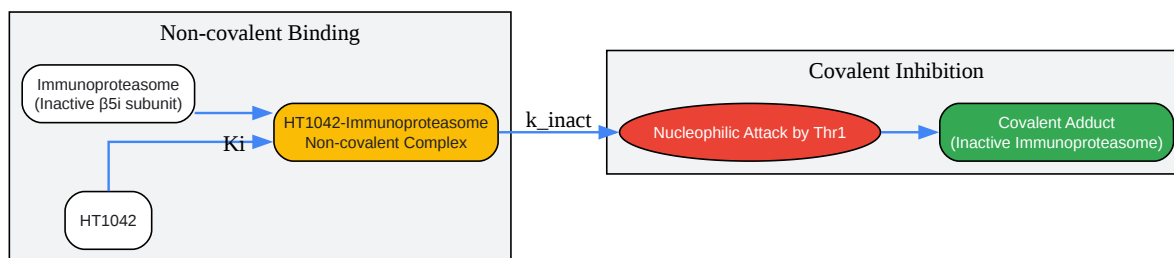 Non-covalent Binding
Immunoproteasome
(Inactive β5i subunit)
HT1042-Immunoproteasome
Non-covalent Complex
Ki
HT1042
k_inact
Covalent Inhibition
Nucleophilic Attack by Thr1
Covalent Adduct
(Inactive Immunoproteasome)